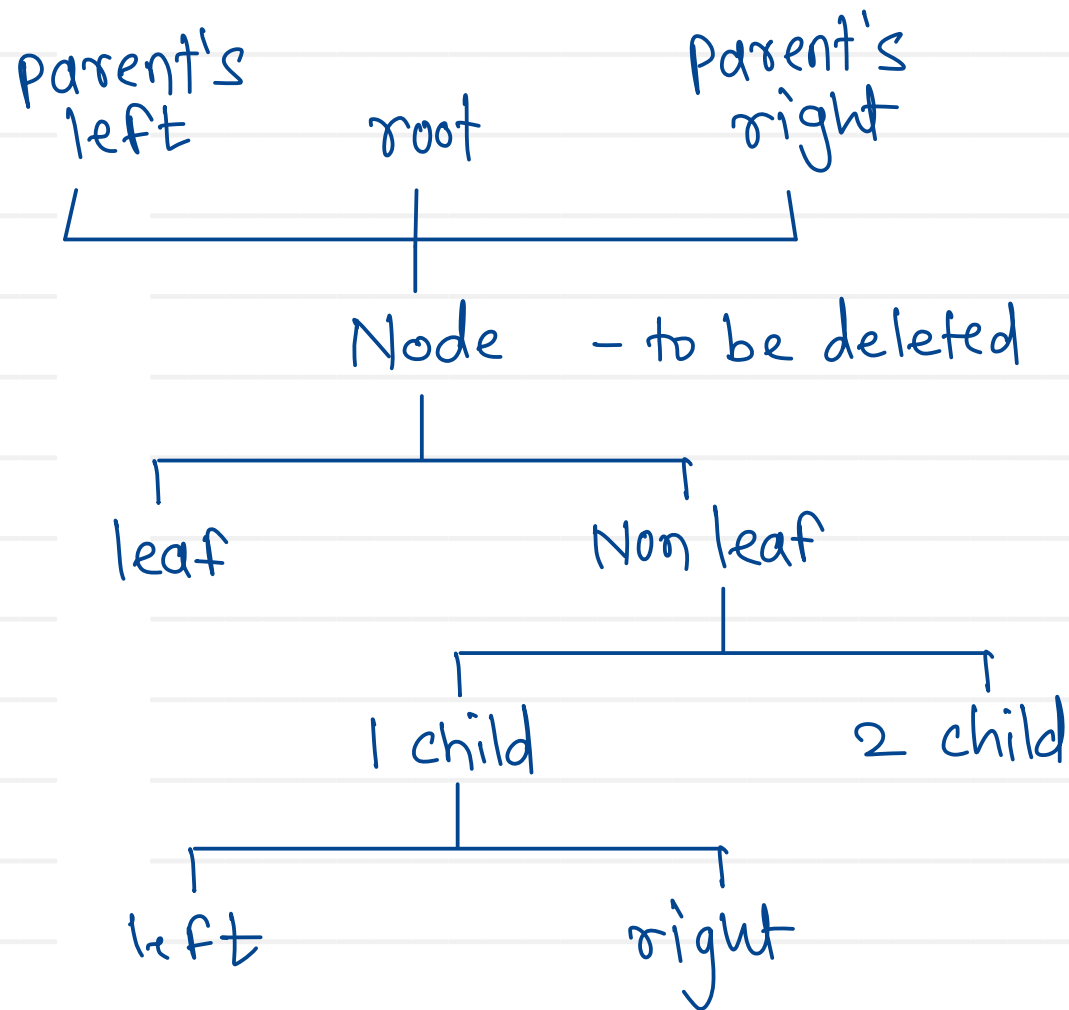 parent's left
root
parent's right
Node - to be deleted
leaf
Non leaf
1 child
2 child
left
right